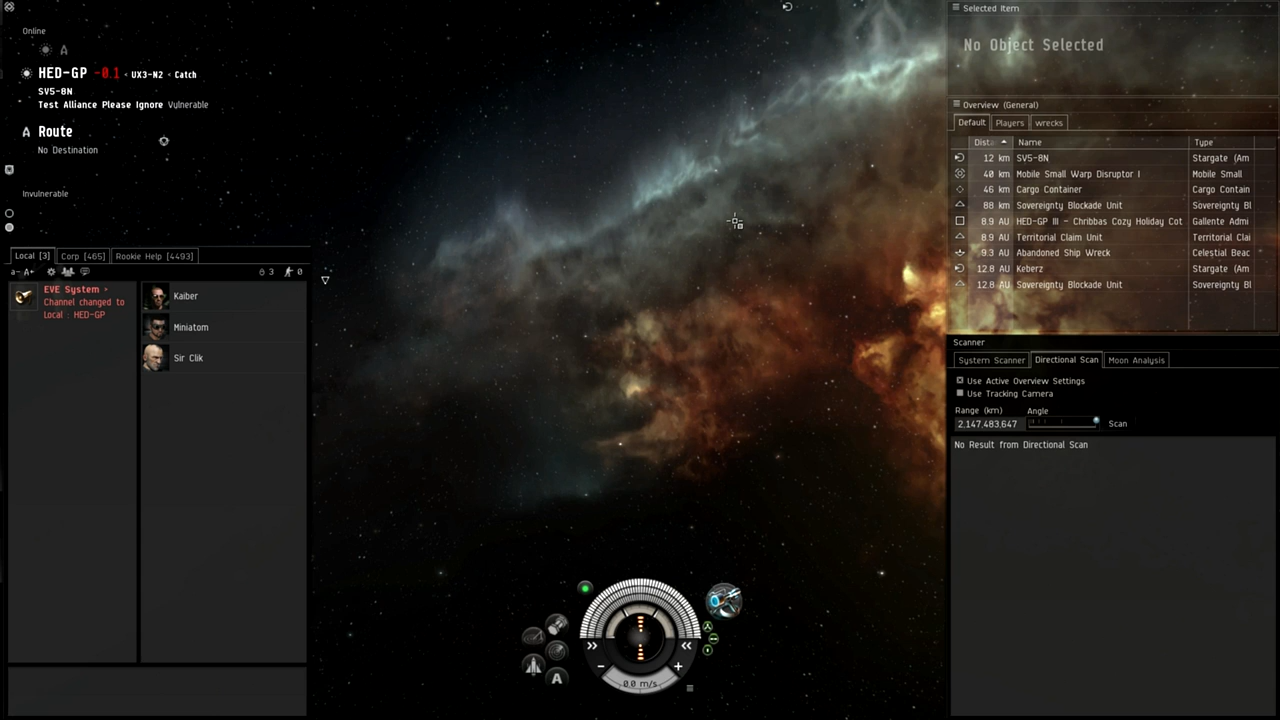 Online
A
HED-GP -0.1 < UX3-N2 < Catch
SV5-8N
Test Alliance Please Ignore Vulnerable
A Route
No Destination
Invulnerable
Local [3] Corp [465] Rookie Help [4493]
a- A+ 3 0
EVE System >
Channel changed to
Local : HED-GP
Kaiber
Miniatom
Sir Clik
0.0 m/s
A
Selected Item
No Object Selected
Overview (General)
Default Players wrecks
Dista Name Type
12 km SV5-8N Stargate (Am
40 km Mobile Small Warp Disruptor I Mobile Small
46 km Cargo Container Cargo Contain
88 km Sovereignty Blockade Unit Sovereignty Bl
8.9 AU HED-GP III - Chribbas Cozy Holiday Cot Gallente Admi
8.9 AU Territorial Claim Unit Territorial Clai
9.3 AU Abandoned Ship Wreck Celestial Beac
12.8 AU Keberz Stargate (Am
12.8 AU Sovereignty Blockade Unit Sovereignty Bl
Scanner
System Scanner Directional Scan Moon Analysis
Use Active Overview Settings
Use Tracking Camera
Range (km) Angle
2,147,483,647 Scan
No Result from Directional Scan